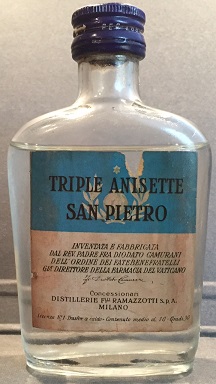 TRIPLE ANISETTE
SAN PIETRO
INVENTATA E FABBRICATA
DAL REV. PADRE FRA DIODATO CAMURANI
DELL'ORDINE DEI FATEBENEFRATELLI
GIÀ DIRETTORE DELLA FARMACIA DEL VATICANO
Concessionari
DISTILLERIE F^lli RAMAZZOTTI S.p.A.
MILANO